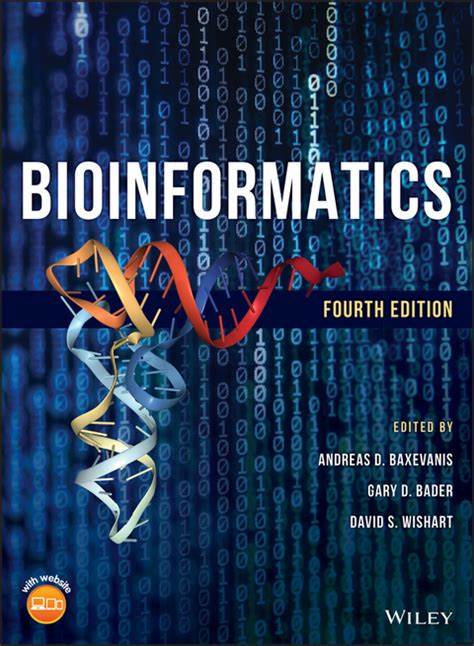 BIOINFORMATICS
FOURTH EDITION
EDITED BY
ANDREAS D. BAXEVANIS
GARY D. BADER
DAVID S. WISHART
with website
WILEY